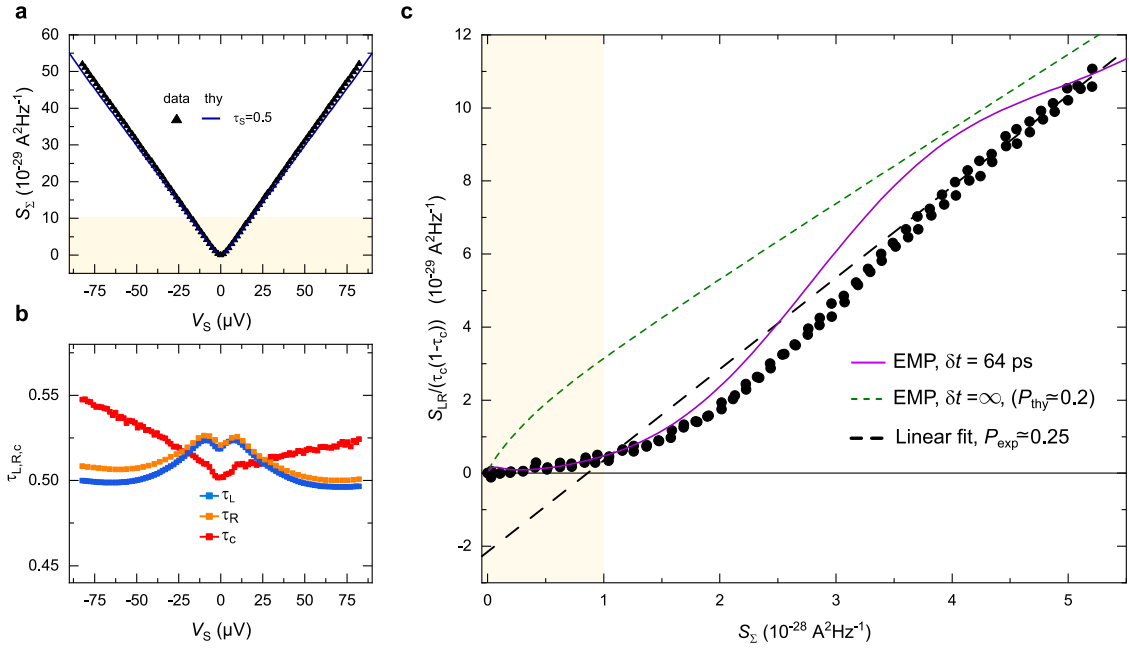 a
S_Σ (10⁻²⁹ A²Hz⁻¹)
60
50
40
30
20
10
0
data thy
τ_S=0.5
-75 -50 -25 0 25 50 75
V_S (µV)
b
τ_L,R,c
0.55
0.50
0.45
τ_L
τ_R
τ_c
-75 -50 -25 0 25 50 75
V_S (µV)
c
S_LR/(τ_c(1-τ_c)) (10⁻²⁹ A²Hz⁻¹)
12
10
8
6
4
2
0
-2
EMP, δt = 64 ps
EMP, δt = ∞, (P_thy≃0.2)
Linear fit, P_exp≃0.25
0 1 2 3 4 5
S_Σ (10⁻²⁸ A²Hz⁻¹)